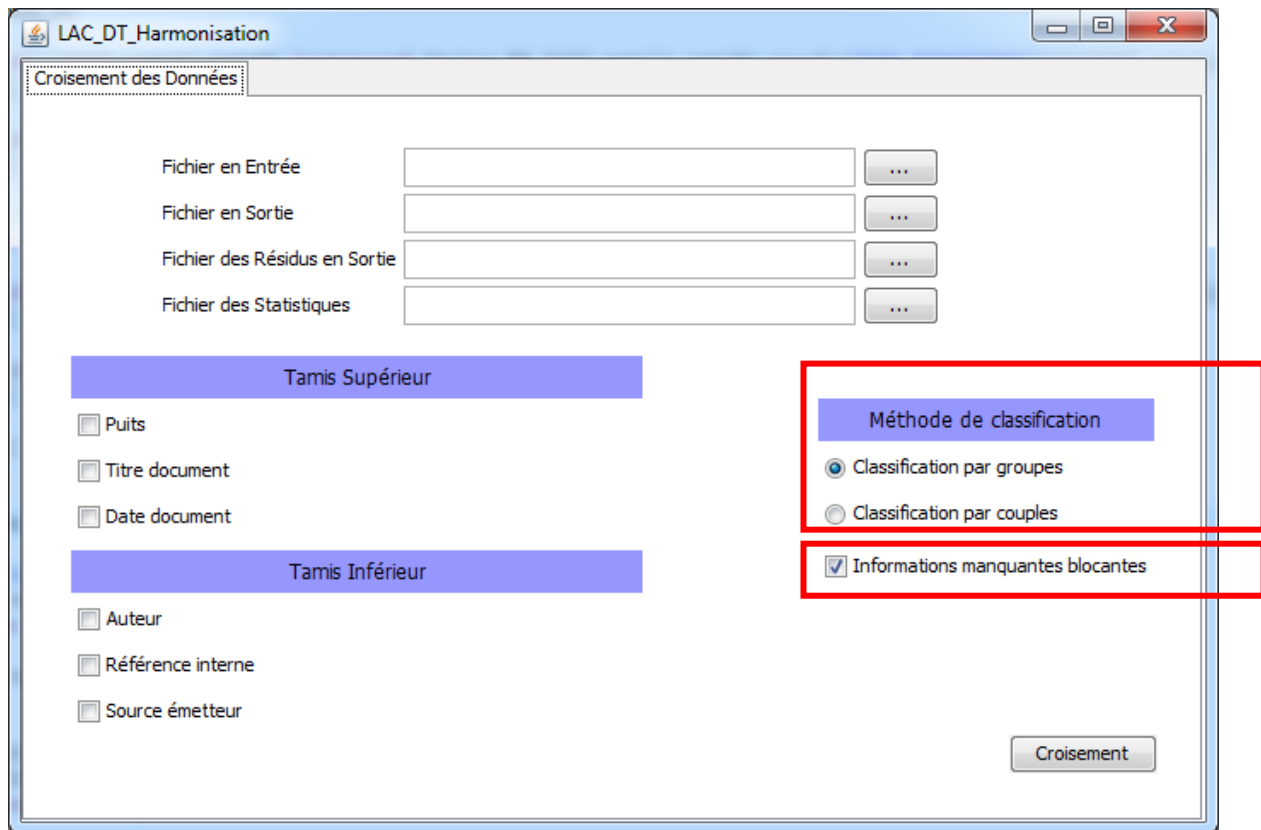 LAC_DT_Harmonisation
Croisement des Données
Fichier en Entrée
...
Fichier en Sortie
...
Fichier des Résidus en Sortie
...
Fichier des Statistiques
...
Tamis Supérieur
Puits
Titre document
Date document
Tamis Inférieur
Auteur
Référence interne
Source émetteur
Méthode de classification
Classification par groupes
Classification par couples
Informations manquantes blocantes
Croisement